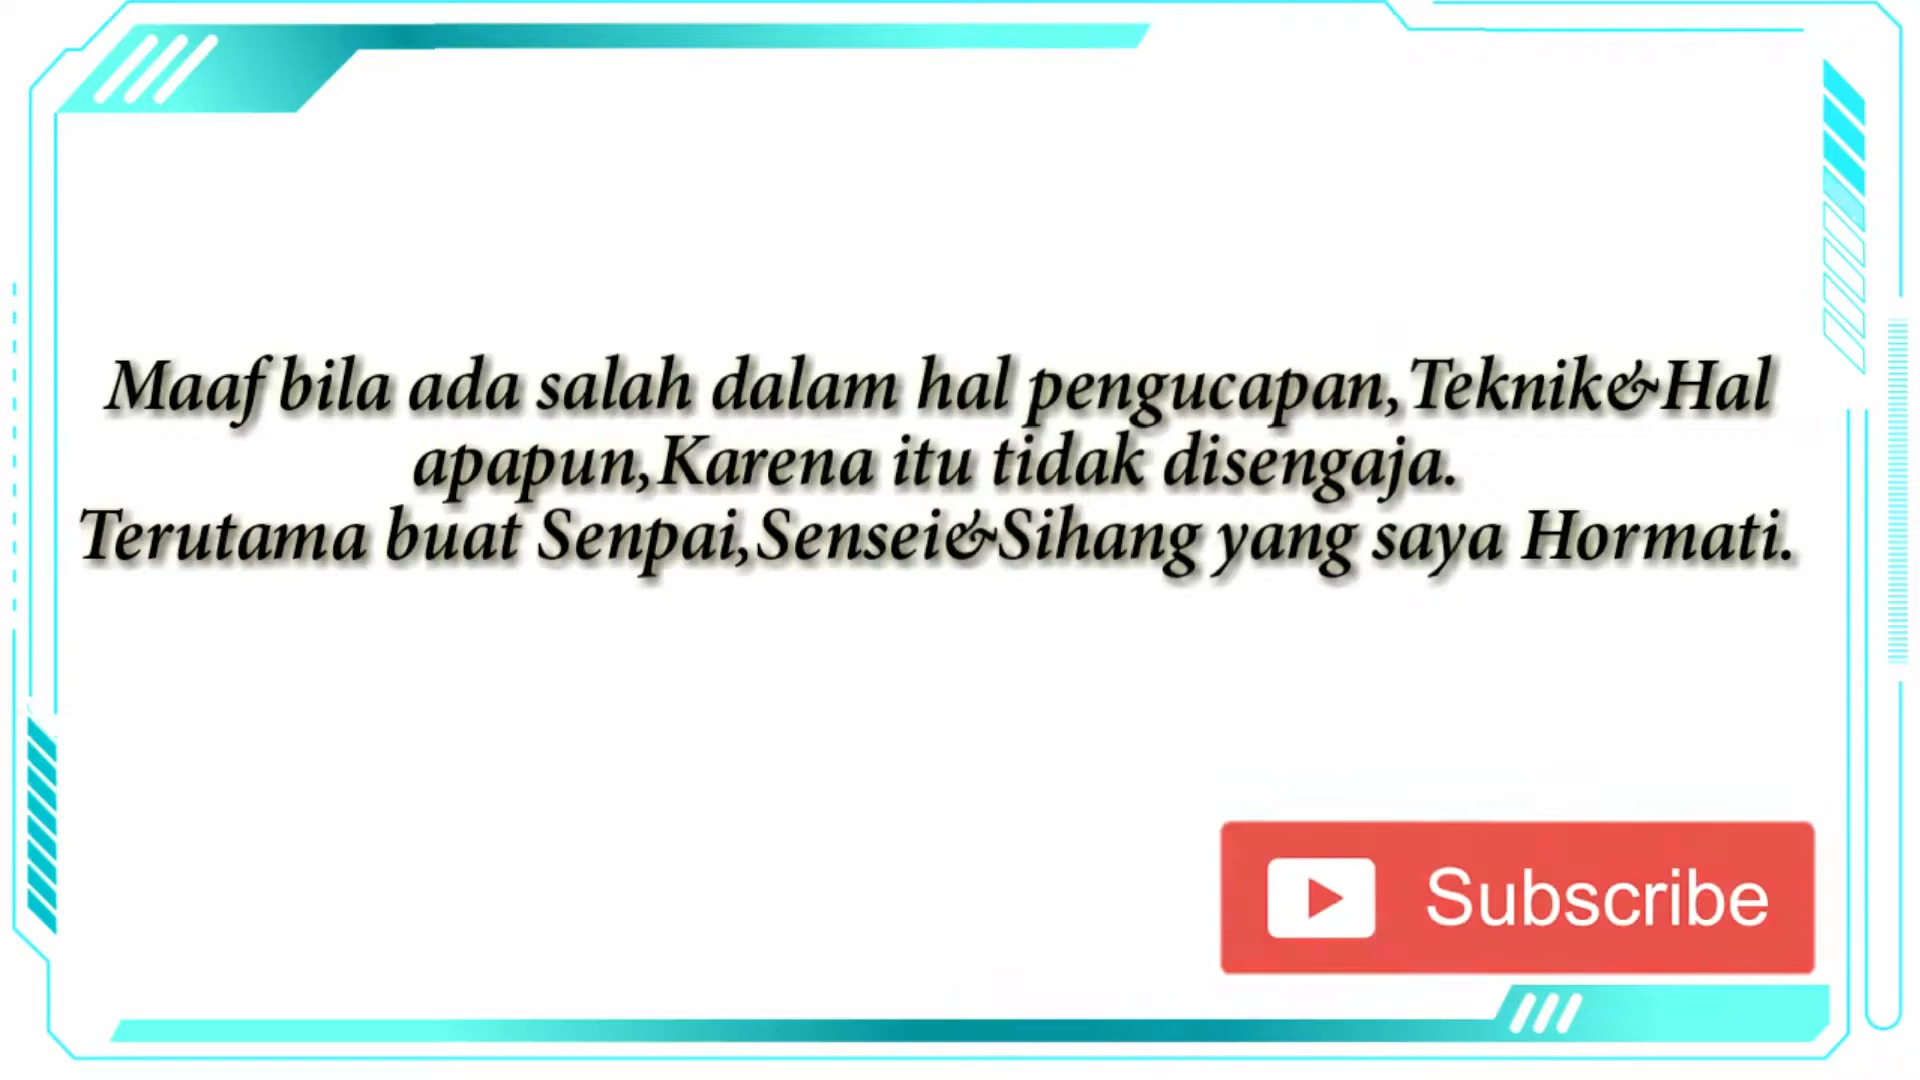 Maaf bila ada salah dalam hal pengucapan,Teknik&Hal
apapun,Karena itu tidak disengaja.
Terutama buat Senpai,Sensei&Sihang yang saya Hormati.
Subscribe